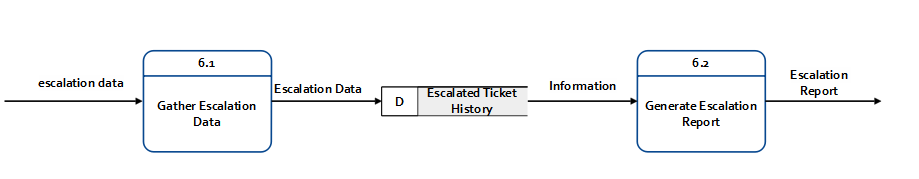 6.1
6.2
escalation data
Gather Escalation
Data
Escalation Data
D
Escalated Ticket
History
Information
Generate Escalation
Report
Escalation
Report